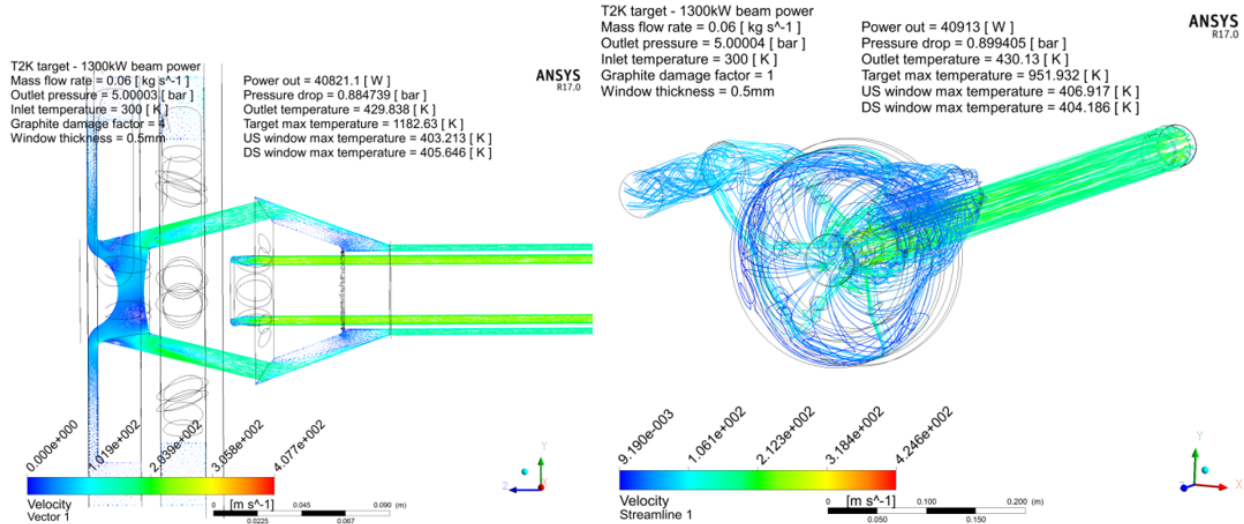 T2K target - 1300kW beam power
Mass flow rate = 0.06 [ kg s^-1 ]
Outlet pressure = 5.00003 [ bar ]
Inlet temperature = 300 [ K ]
Graphite damage factor = 4
Window thickness = 0.5mm
Power out = 40821.1 [ W ]
Pressure drop = 0.884739 [ bar ]
Outlet temperature = 429.838 [ K ]
Target max temperature = 1182.63 [ K ]
US window max temperature = 403.213 [ K ]
DS window max temperature = 405.646 [ K ]
ANSYS
R17.0
0.000e+000
1.019e+002
2.039e+002
3.058e+002
4.077e+002
Velocity
Vector 1
[m s^-1]
0
0.045
0.090 (m)
0.0225
0.067
Y
Z
X
T2K target - 1300kW beam power
Mass flow rate = 0.06 [ kg s^-1 ]
Outlet pressure = 5.00004 [ bar ]
Inlet temperature = 300 [ K ]
Graphite damage factor = 1
Window thickness = 0.5mm
Power out = 40913 [ W ]
Pressure drop = 0.899405 [ bar ]
Outlet temperature = 430.13 [ K ]
Target max temperature = 951.932 [ K ]
US window max temperature = 406.917 [ K ]
DS window max temperature = 404.186 [ K ]
ANSYS
R17.0
9.190e-003
1.061e+002
2.123e+002
3.184e+002
4.246e+002
Velocity
Streamline 1
[m s^-1]
0
0.100
0.200 (m)
0.050
0.150
Y
Z
X